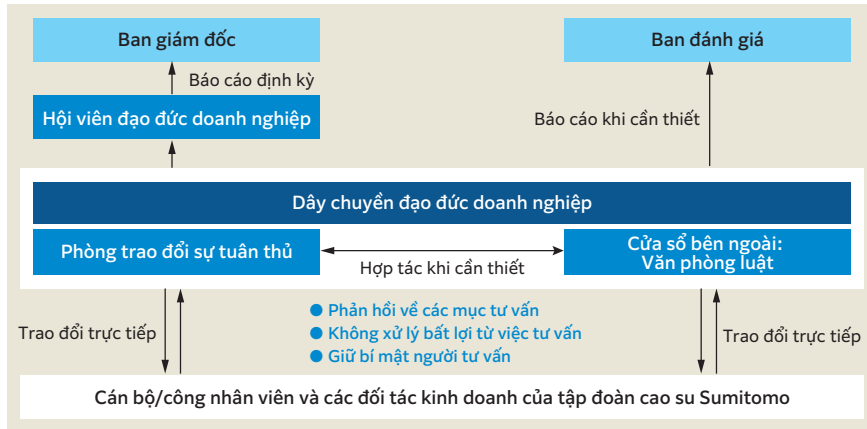 Ban giám đốc
Ban đánh giá
Báo cáo định kỳ
Hội viên đạo đức doanh nghiệp
Báo cáo khi cần thiết
Dây chuyền đạo đức doanh nghiệp
Phòng trao đổi sự tuân thủ
Hợp tác khi cần thiết
Cửa sổ bên ngoài:
Văn phòng luật
Trao đổi trực tiếp
● Phản hồi về các mục tư vấn
● Không xử lý bất lợi từ việc tư vấn
● Giữ bí mật người tư vấn
Trao đổi trực tiếp
Cán bộ/công nhân viên và các đối tác kinh doanh của tập đoàn cao su Sumitomo